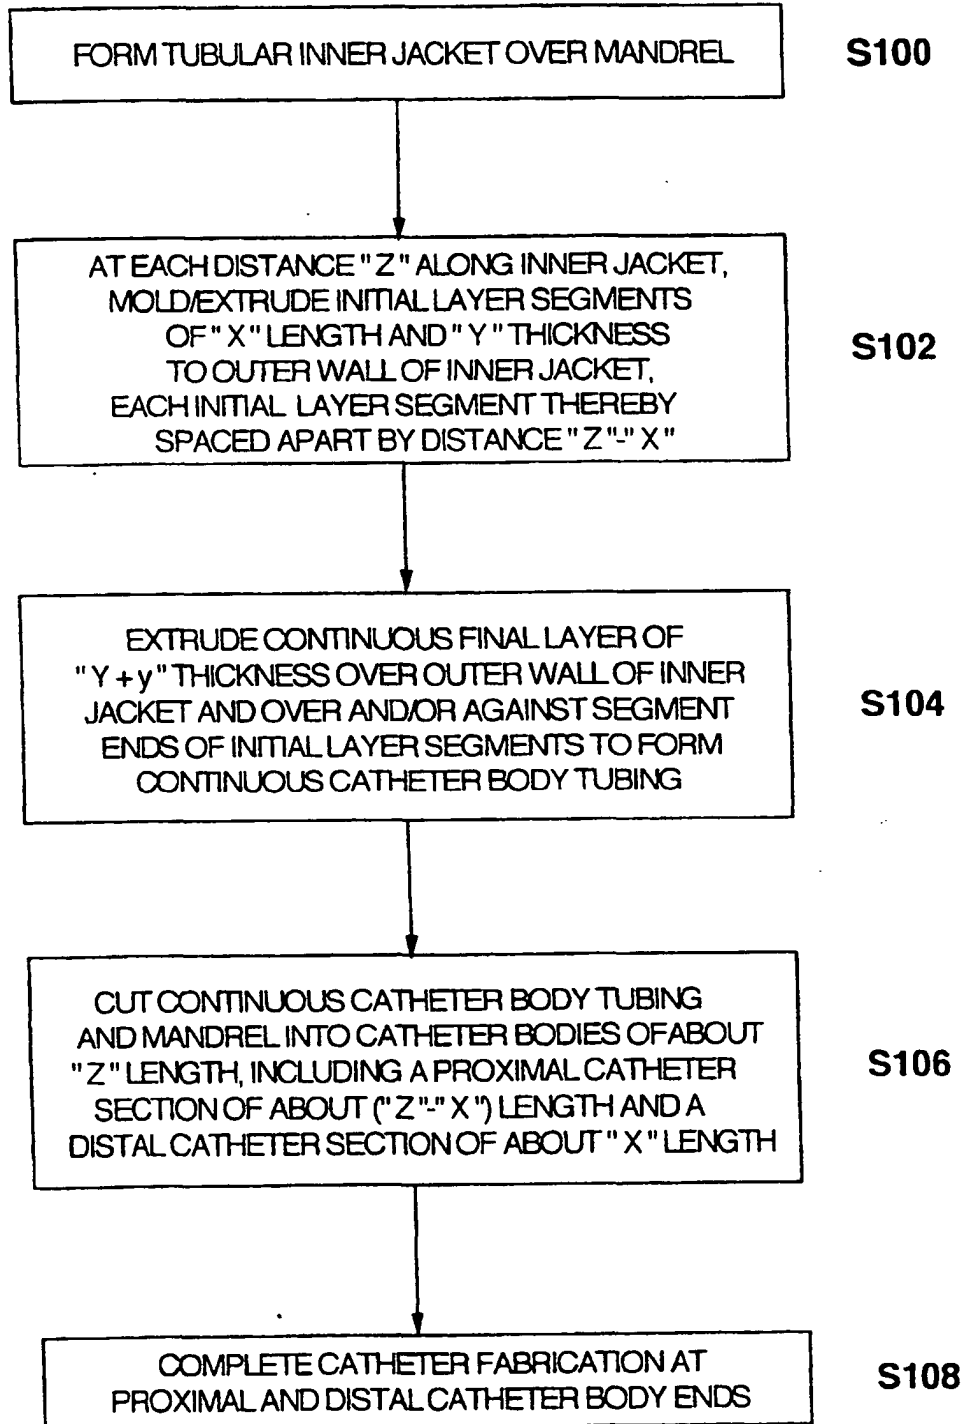 FORM TUBULAR INNER JACKET OVER MANDREL
S100
AT EACH DISTANCE "Z" ALONG INNER JACKET,
MOLD/EXTRUDE INITIAL LAYER SEGMENTS
OF "X" LENGTH AND "Y" THICKNESS
TO OUTER WALL OF INNER JACKET,
EACH INITIAL LAYER SEGMENT THEREBY
SPACED APART BY DISTANCE "Z"-"X"
S102
EXTRUDE CONTINUOUS FINAL LAYER OF
"Y+y" THICKNESS OVER OUTER WALL OF INNER
JACKET AND OVER AND/OR AGAINST SEGMENT
ENDS OF INITIAL LAYER SEGMENTS TO FORM
CONTINUOUS CATHETER BODY TUBING
S104
CUT CONTINUOUS CATHETER BODY TUBING
AND MANDREL INTO CATHETER BODIES OF ABOUT
"Z" LENGTH, INCLUDING A PROXIMAL CATHETER
SECTION OF ABOUT ("Z"-"X") LENGTH AND A
DISTAL CATHETER SECTION OF ABOUT "X" LENGTH
S106
COMPLETE CATHETER FABRICATION AT
PROXIMAL AND DISTAL CATHETER BODY ENDS
S108